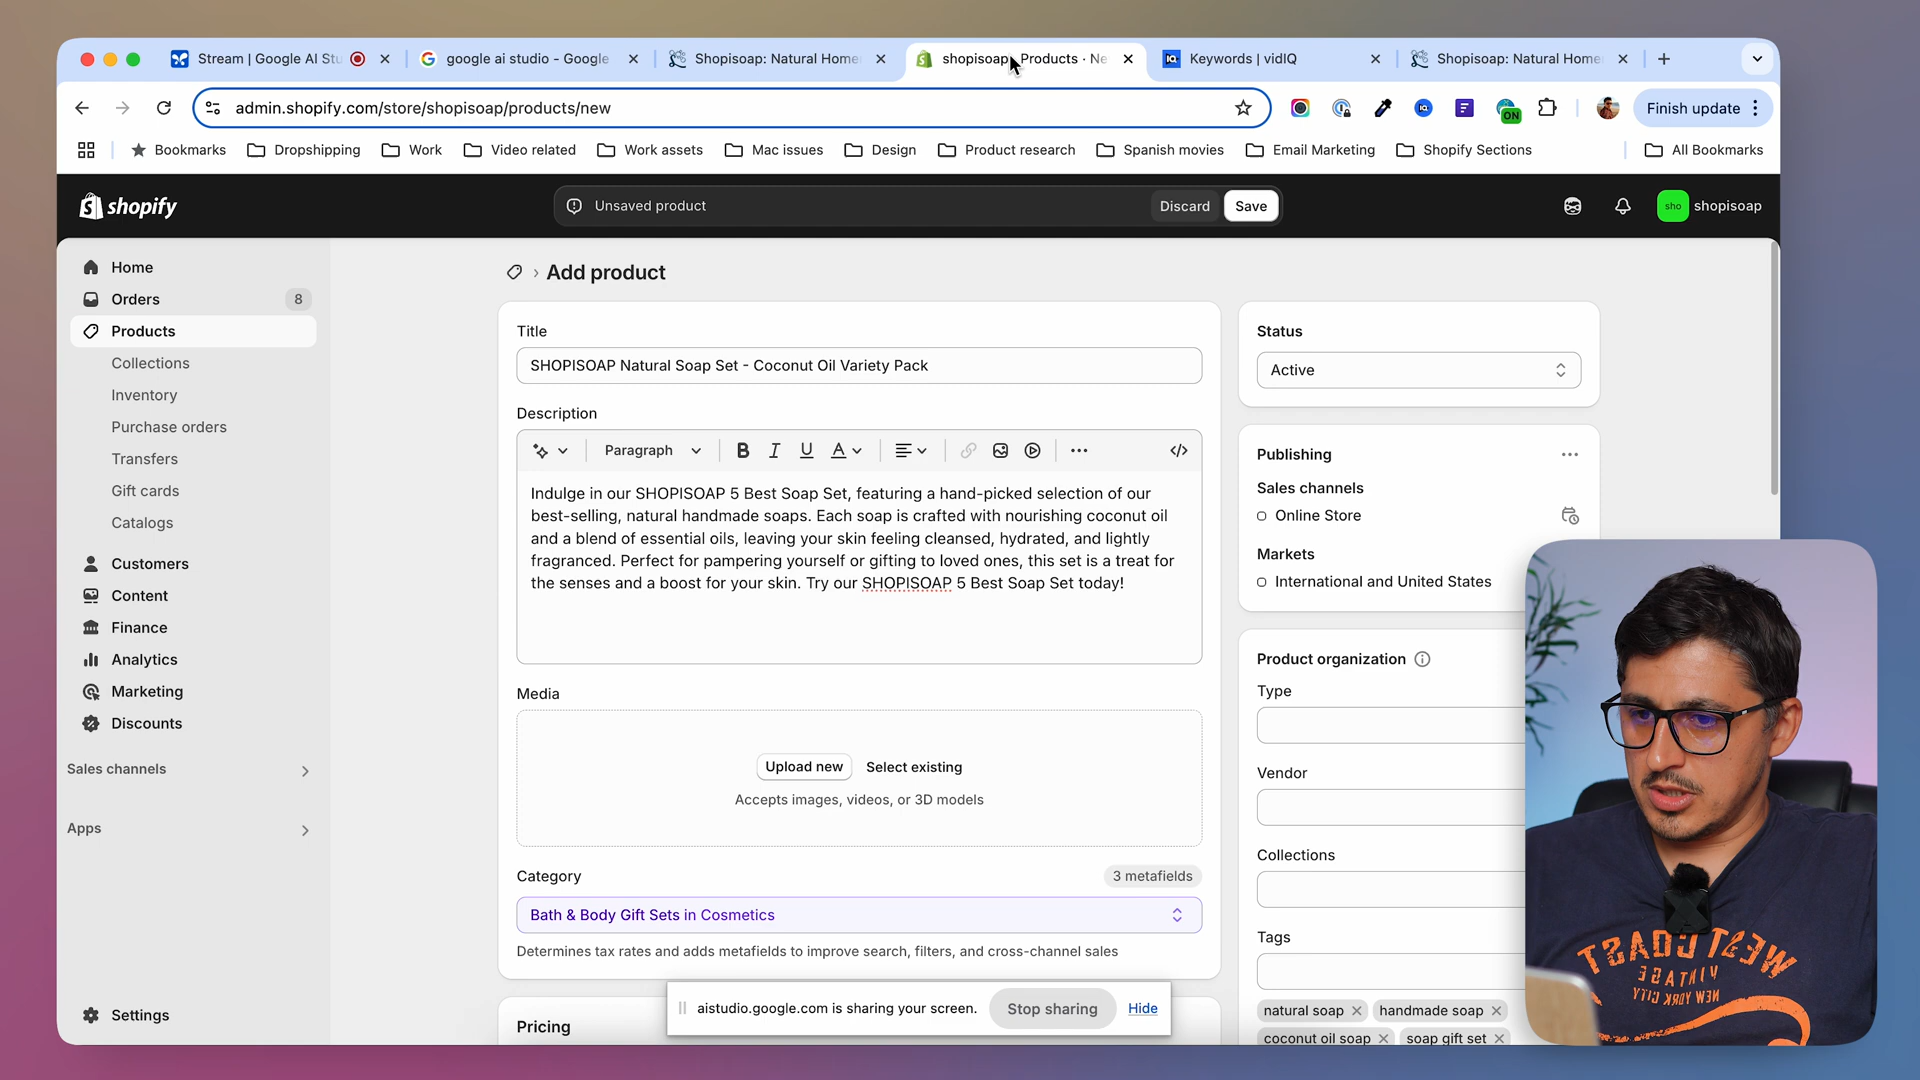 Stream | Google AI Stu
google ai studio - Google
Shopisoap: Natural Home
shopisoap · Products · Ne
Keywords | vidIQ
Shopisoap: Natural Home
admin.shopify.com/store/shopisoap/products/new
ON
Finish update
Bookmarks
Dropshipping
Work
Video related
Work assets
Mac issues
Design
Product research
Spanish movies
Email Marketing
Shopify Sections
All Bookmarks
shopify
Unsaved product
Discard
Save
sho
shopisoap
Home
Orders
8
Products
Collections
Inventory
Purchase orders
Transfers
Gift cards
Catalogs
Customers
Content
Finance
Analytics
Marketing
Discounts
Sales channels
Apps
Settings
Add product
Title
SHOPISOAP Natural Soap Set - Coconut Oil Variety Pack
Description
Paragraph
B I U A
Indulge in our SHOPISOAP 5 Best Soap Set, featuring a hand-picked selection of our
best-selling, natural handmade soaps. Each soap is crafted with nourishing coconut oil
and a blend of essential oils, leaving your skin feeling cleansed, hydrated, and lightly
fragranced. Perfect for pampering yourself or gifting to loved ones, this set is a treat for
the senses and a boost for your skin. Try our SHOPISOAP 5 Best Soap Set today!
Media
Upload new
Select existing
Accepts images, videos, or 3D models
Category
3 metafields
Bath & Body Gift Sets in Cosmetics
Determines tax rates and adds metafields to improve search, filters, and cross-channel sales
Pricing
Status
Active
Publishing
Sales channels
Online Store
Markets
International and United States
Product organization
Type
Vendor
Collections
Tags
natural soap
handmade soap
coconut oil soap
soap gift set
aistudio.google.com is sharing your screen.
Stop sharing
Hide
WEST COAST
VINTAGE
NEW YORK CITY